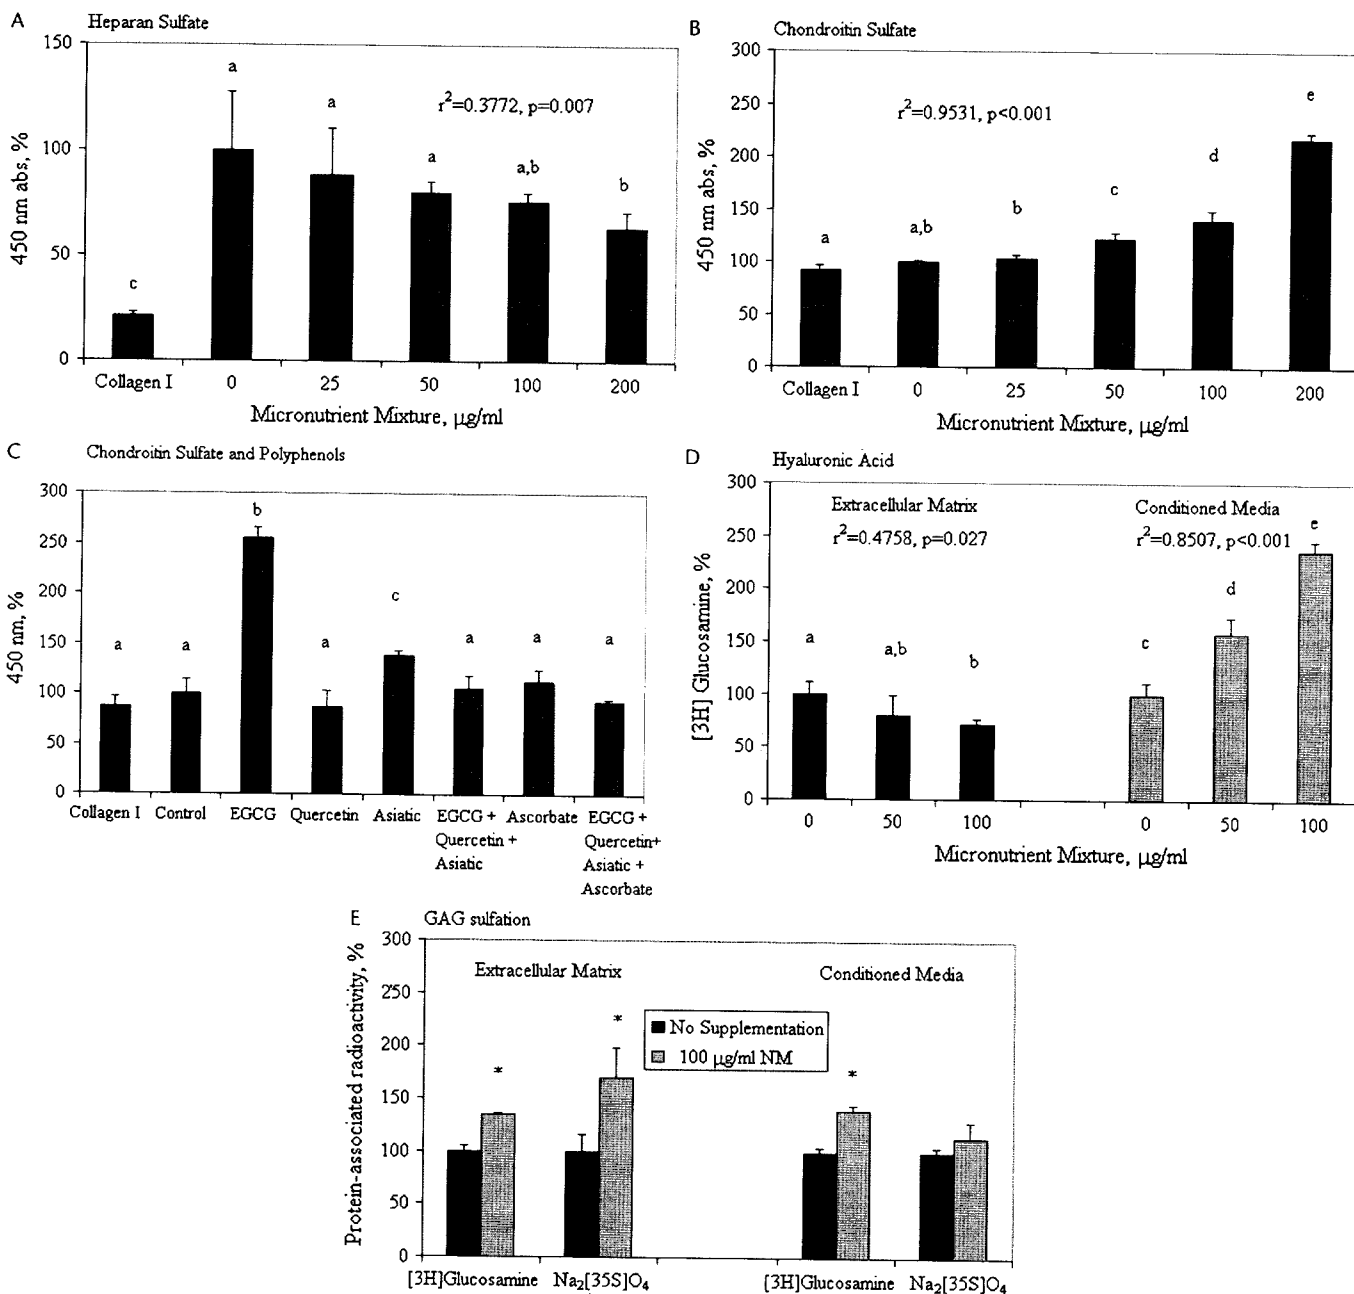 A
Heparan Sulfate
150
100
50
0
450 nm abs, %
a
a
r²=0.3772, p=0.007
a
a,b
b
c
Collagen I 0 25 50 100 200
Micronutrient Mixture, µg/ml
B
Chondroitin Sulfate
300
250
200
150
100
50
0
450 nm abs, %
r²=0.9531, p<0.001
e
d
c
b
a,b
a
Collagen I 0 25 50 100 200
Micronutrient Mixture, µg/ml
C
Chondroitin Sulfate and Polyphenols
300
250
200
150
100
50
0
450 nm, %
b
c
a a a a a a
Collagen I Control EGCG Quercetin Asiatic EGCG + Ascorbate EGCG +
Quercetin + Quercetin+
Asiatic Asiatic +
Ascorbate
D
Hyaluronic Acid
300
250
200
150
100
50
0
[3H] Glucosamine, %
Extracellular Matrix
r²=0.4758, p=0.027
Conditioned Media
r²=0.8507, p<0.001
a
a,b
b
c
d
e
0 50 100 0 50 100
Micronutrient Mixture, µg/ml
E
GAG sulfation
300
250
200
150
100
50
0
Protein-associated radioactivity, %
Extracellular Matrix
Conditioned Media
No Supplementation
100 µg/ml NM
* * *
[3H]Glucosamine Na₂[35S]O₄ [3H]Glucosamine Na₂[35S]O₄